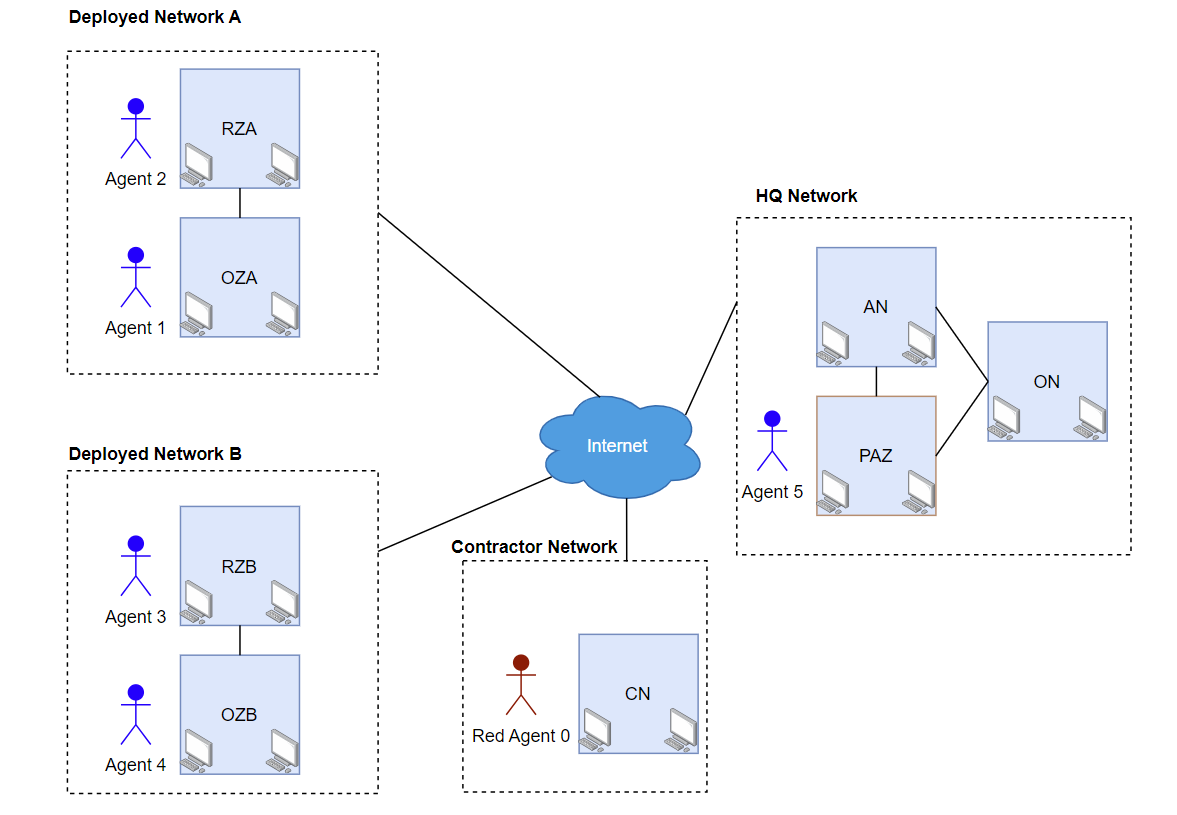 Deployed Network A
RZA
Agent 2
OZA
Agent 1
HQ Network
AN
ON
PAZ
Agent 5
Internet
Deployed Network B
RZB
Agent 3
OZB
Agent 4
Contractor Network
CN
Red Agent 0